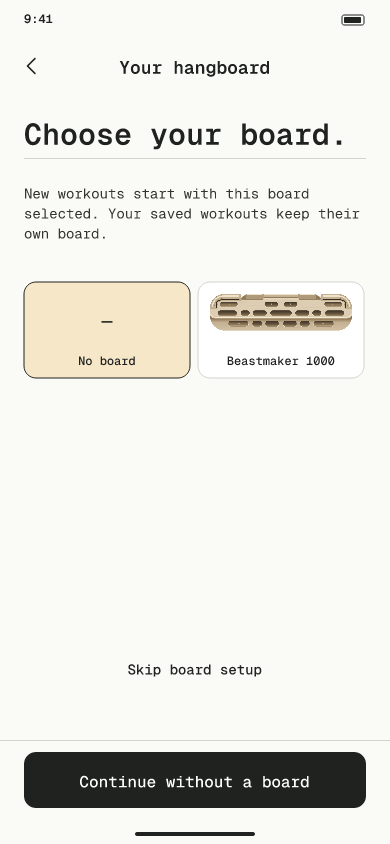 9:41
Your hangboard
Choose your board.
New workouts start with this board
selected. Your saved workouts keep their
own board.
—
No board
Beastmaker 1000
Skip board setup
Continue without a board